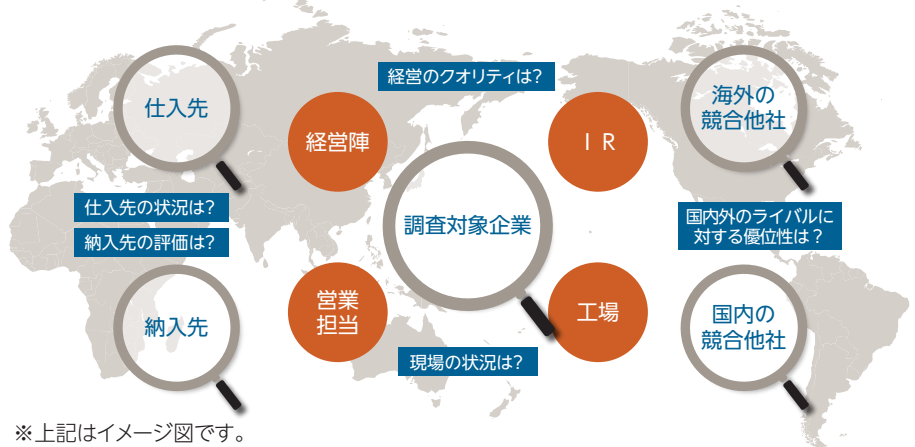 経営のクオリティは?
仕入先
経営陣
I R
海外の
競合他社
調査対象企業
仕入先の状況は?
納入先の評価は?
国内外のライバルに
対する優位性は?
納入先
営業
担当
工場
国内の
競合他社
現場の状況は?
※上記はイメージ図です。